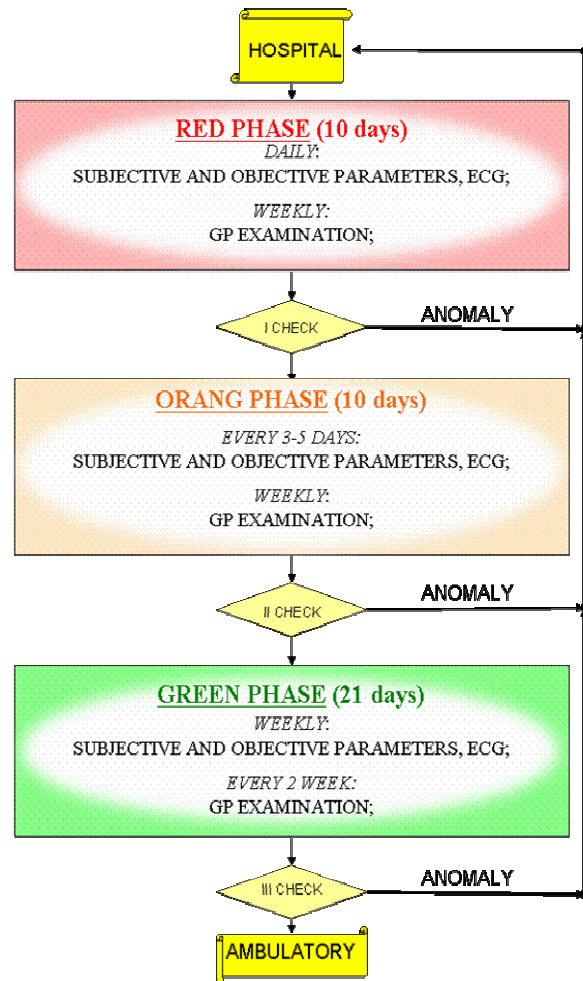 HOSPITAL
RED PHASE (10 days)
DAILY:
SUBJECTIVE AND OBJECTIVE PARAMETERS, ECG;
WEEKLY:
GP EXAMINATION;
I CHECK
ANOMALY
ORANG PHASE (10 days)
EVERY 3-5 DAYS:
SUBJECTIVE AND OBJECTIVE PARAMETERS, ECG;
WEEKLY:
GP EXAMINATION;
II CHECK
ANOMALY
GREEN PHASE (21 days)
WEEKLY:
SUBJECTIVE AND OBJECTIVE PARAMETERS, ECG;
EVERY 2 WEEK:
GP EXAMINATION;
III CHECK
ANOMALY
AMBULATORY